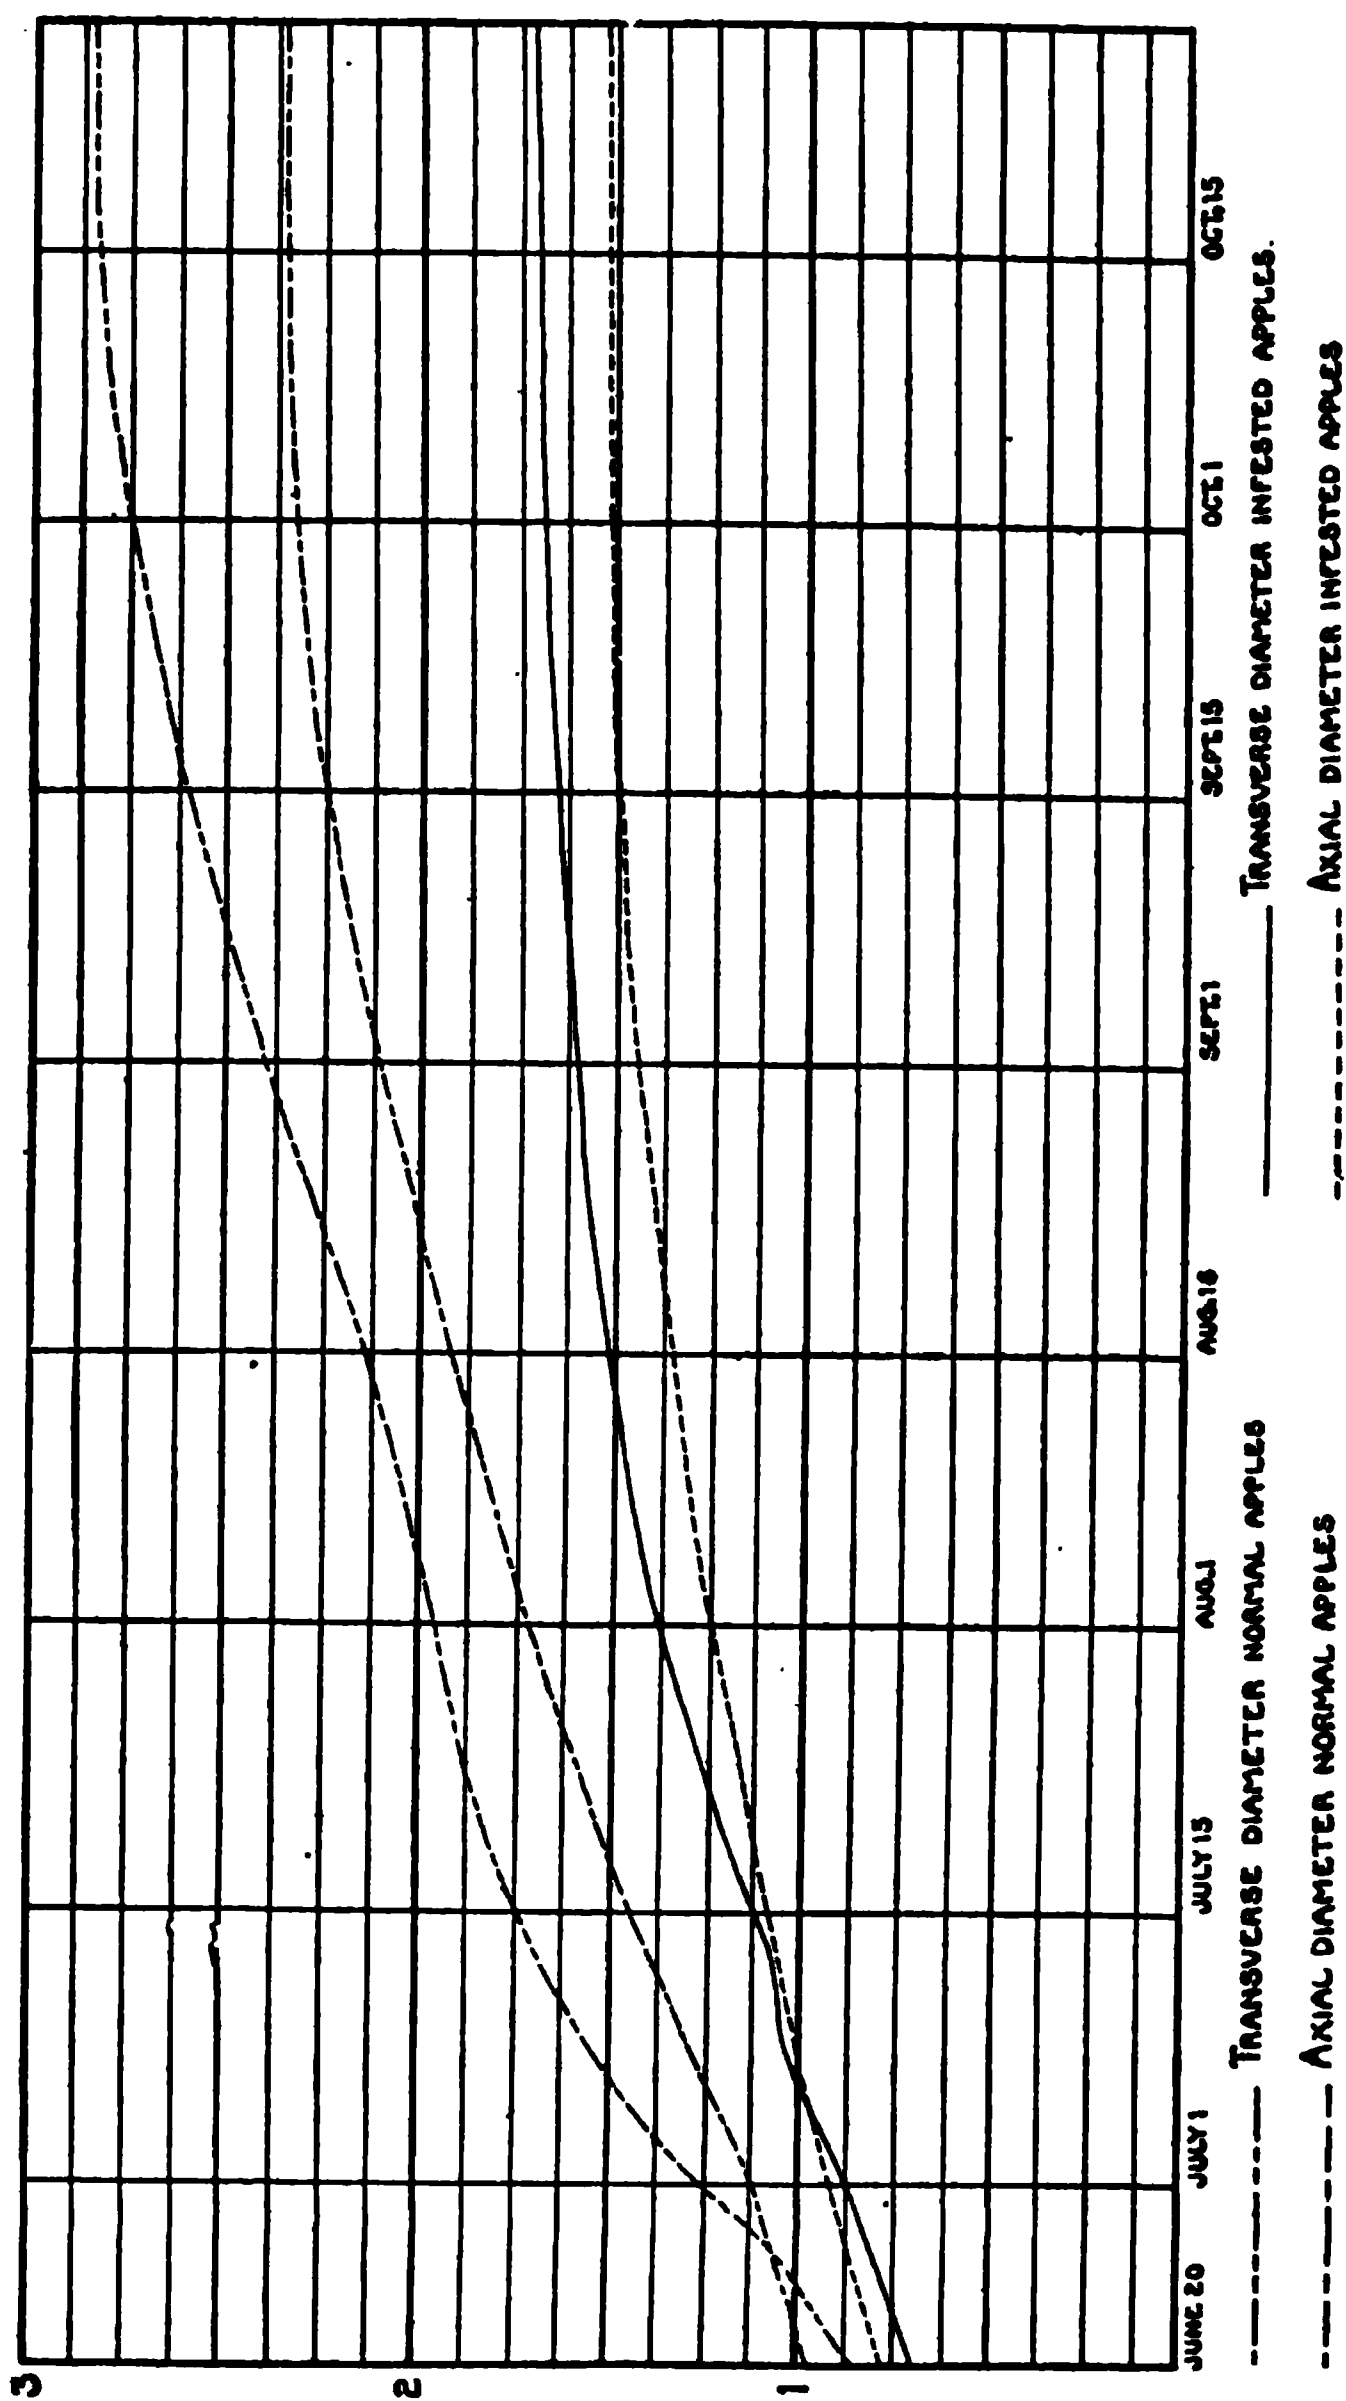 3
2
1
JUNE 20 JULY 1 JULY 15 AUG. 1 AUG. 15 SEPT. 1 SEPT. 15 OCT. 1 OCT. 15
TRANSVERSE DIAMETER NORMAL APPLES
TRANSVERSE DIAMETER INFESTED APPLES.
AXIAL DIAMETER NORMAL APPLES
AXIAL DIAMETER INFESTED APPLES